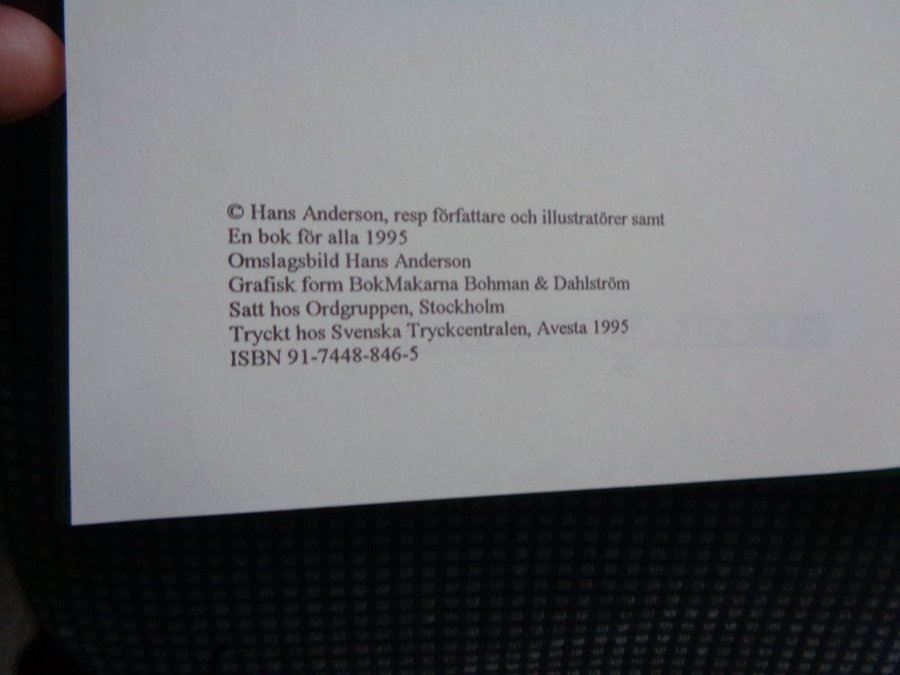 © Hans Anderson, resp författare och illustratörer samt
En bok för alla 1995
Omslagsbild Hans Anderson
Grafisk form BokMakarna Bohman & Dahlström
Satt hos Ordgruppen, Stockholm
Tryckt hos Svenska Tryckcentralen, Avesta 1995
ISBN 91-7448-846-5